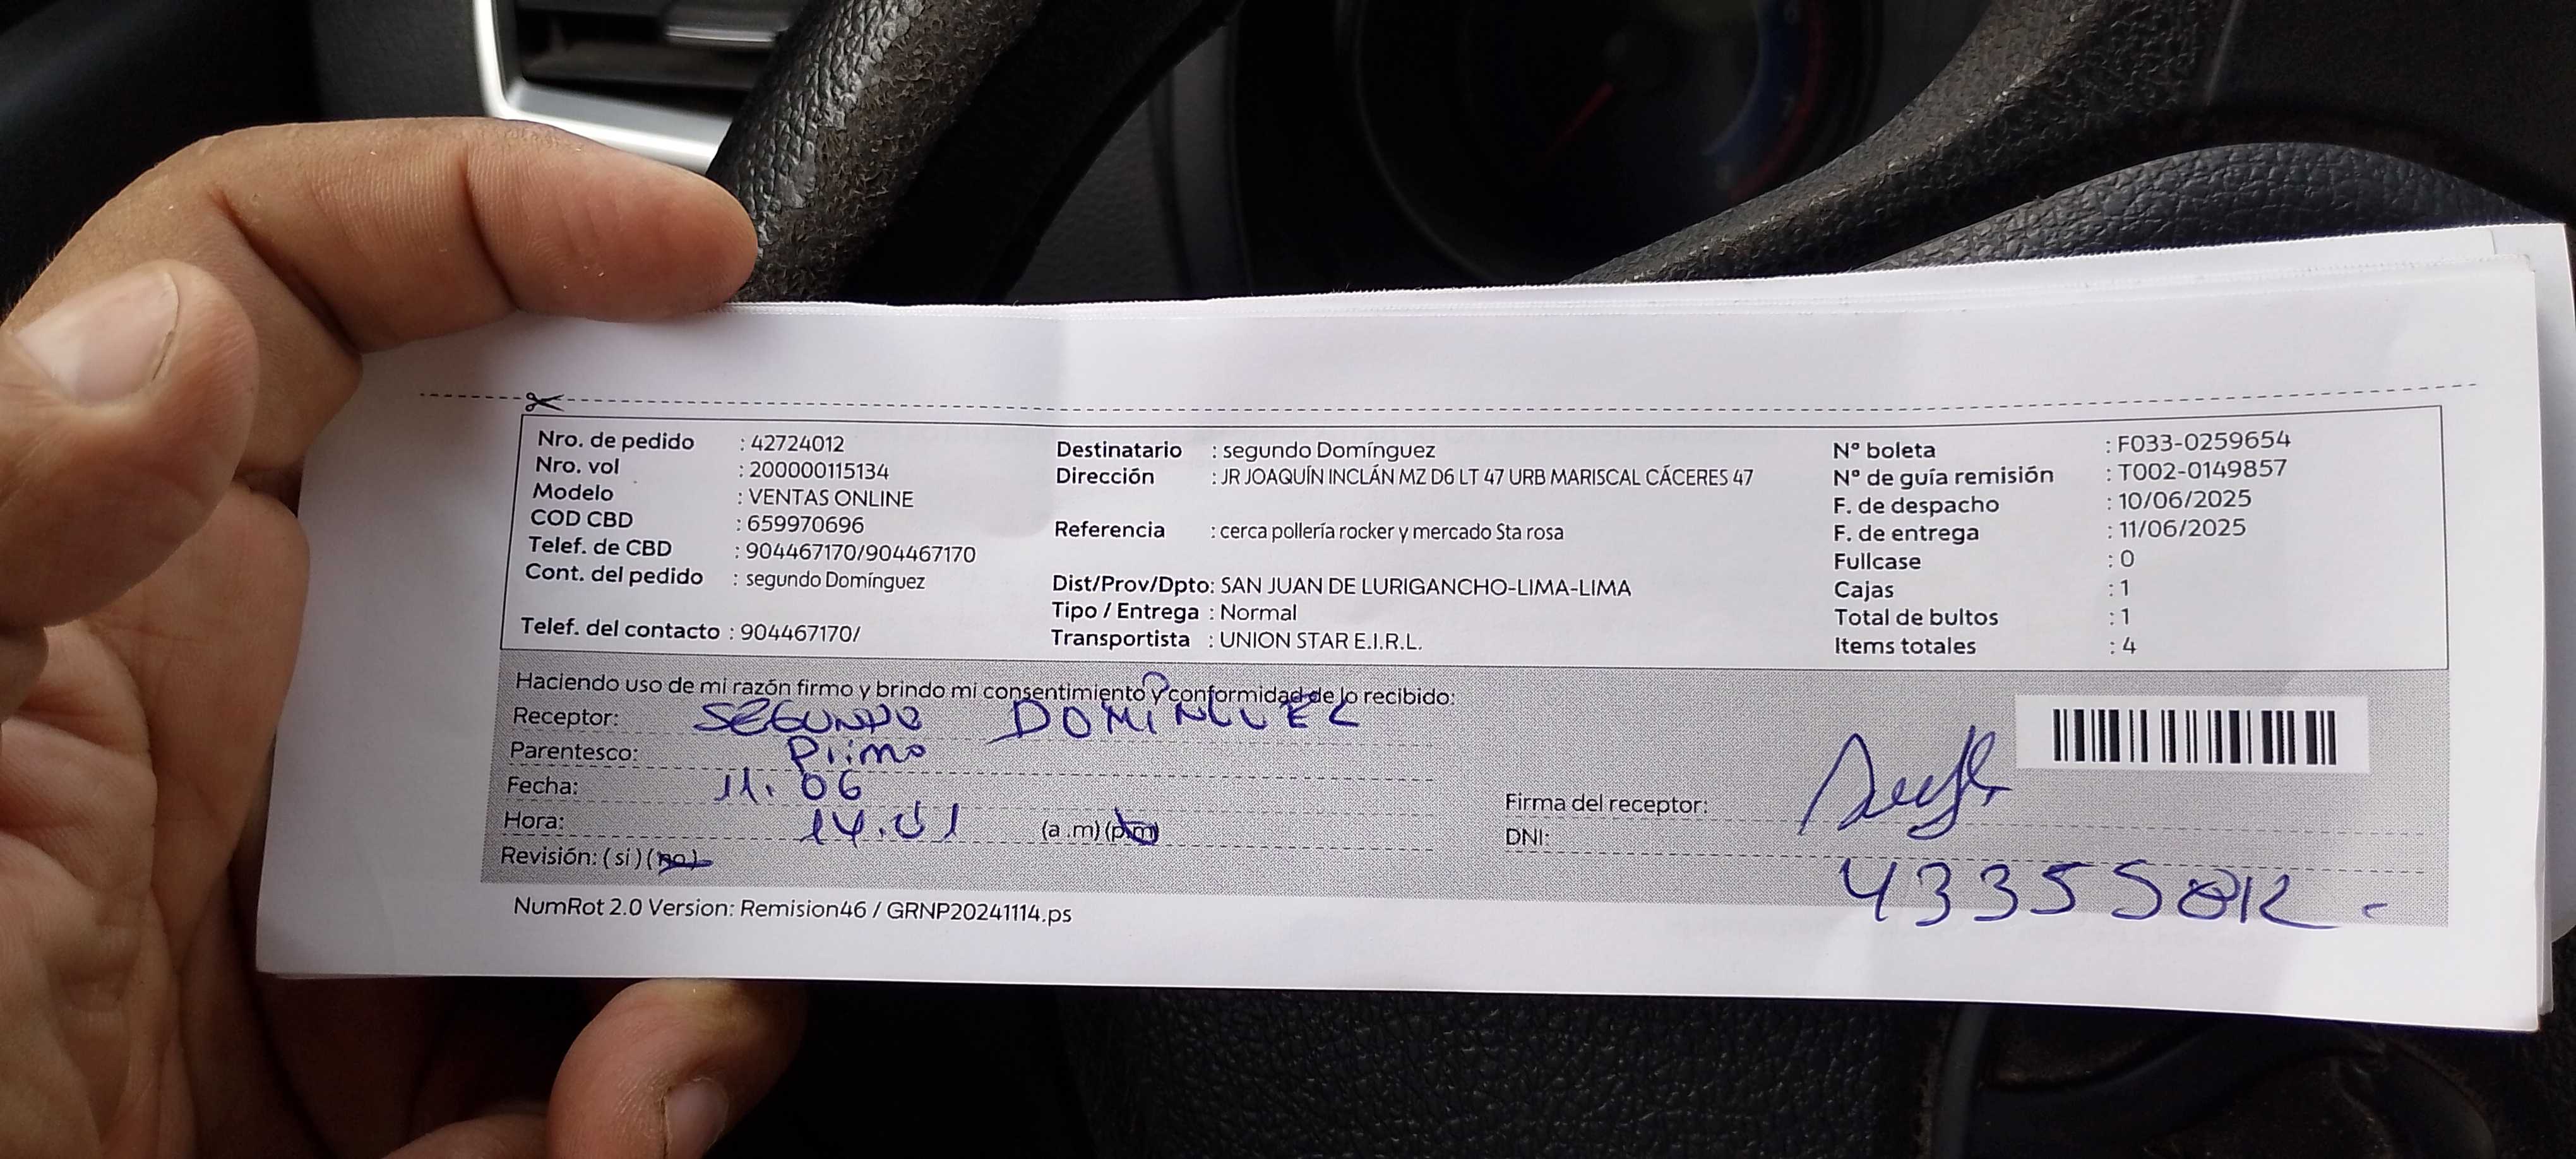 Nro. de pedido : 42724012
Nro. vol : 200000115134
Modelo : VENTAS ONLINE
COD CBD : 659970696
Telef. de CBD : 904467170/904467170
Cont. del pedido : segundo Domínguez
Telef. del contacto : 904467170/
Destinatario : segundo Domínguez
Dirección : JR JOAQUÍN INCLÁN MZ D6 LT 47 URB MARISCAL CÁCERES 47
Referencia : cerca pollería rocker y mercado Sta rosa
Dist/Prov/Dpto: SAN JUAN DE LURIGANCHO-LIMA-LIMA
Tipo / Entrega : Normal
Transportista : UNION STAR E.I.R.L.
Nº boleta : F033-0259654
Nº de guía remisión : T002-0149857
F. de despacho : 10/06/2025
F. de entrega : 11/06/2025
Fullcase : 0
Cajas : 1
Total de bultos : 1
Items totales : 4
Haciendo uso de mi razón firmo y brindo mi consentimiento y conformidad de lo recibido:
Receptor: SEGUNDO DOMINGUEZ
Parentesco: Primo
Fecha: 11. 06
Hora: 14.01 (a .m) (p.m)
Revisión: ( sí ) (no)
Firma del receptor:
DNI: 43355
NumRot 2.0 Version: Remision46 / GRNP20241114.ps